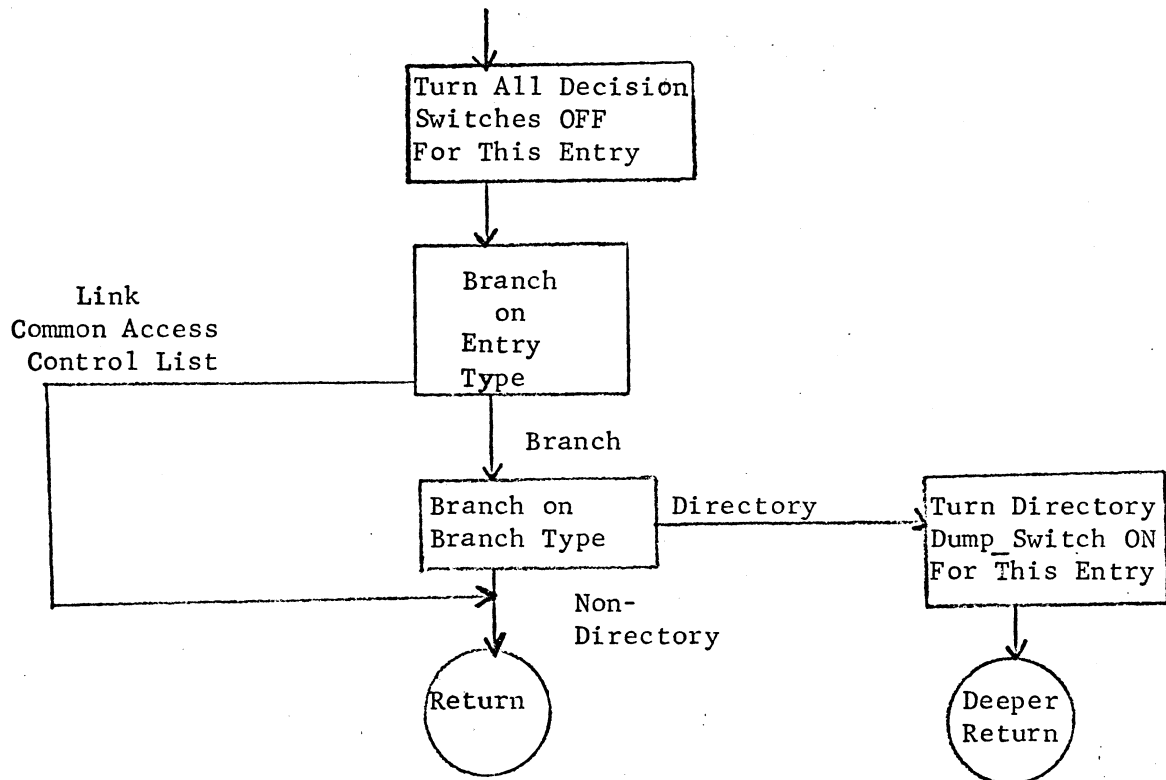 Turn All Decision
Switches OFF
For This Entry
Branch
on
Entry
Type
Link
Common Access
Control List
Branch
Branch on
Branch Type
Directory
Turn Directory
Dump_Switch ON
For This Entry
Non-
Directory
Return
Deeper
Return